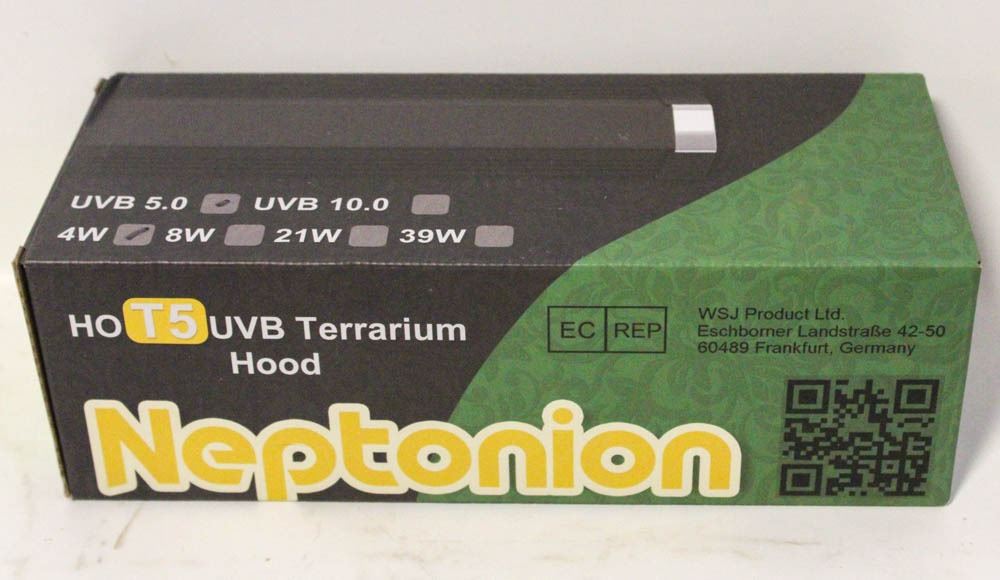 UVB 5.0 UVB 10.0
4W 8W 21W 39W
HO T5 UVB Terrarium
Hood
Neptonion
EC REP
WSJ Product Ltd.
Eschborner Landstraße 42-50
60489 Frankfurt, Germany